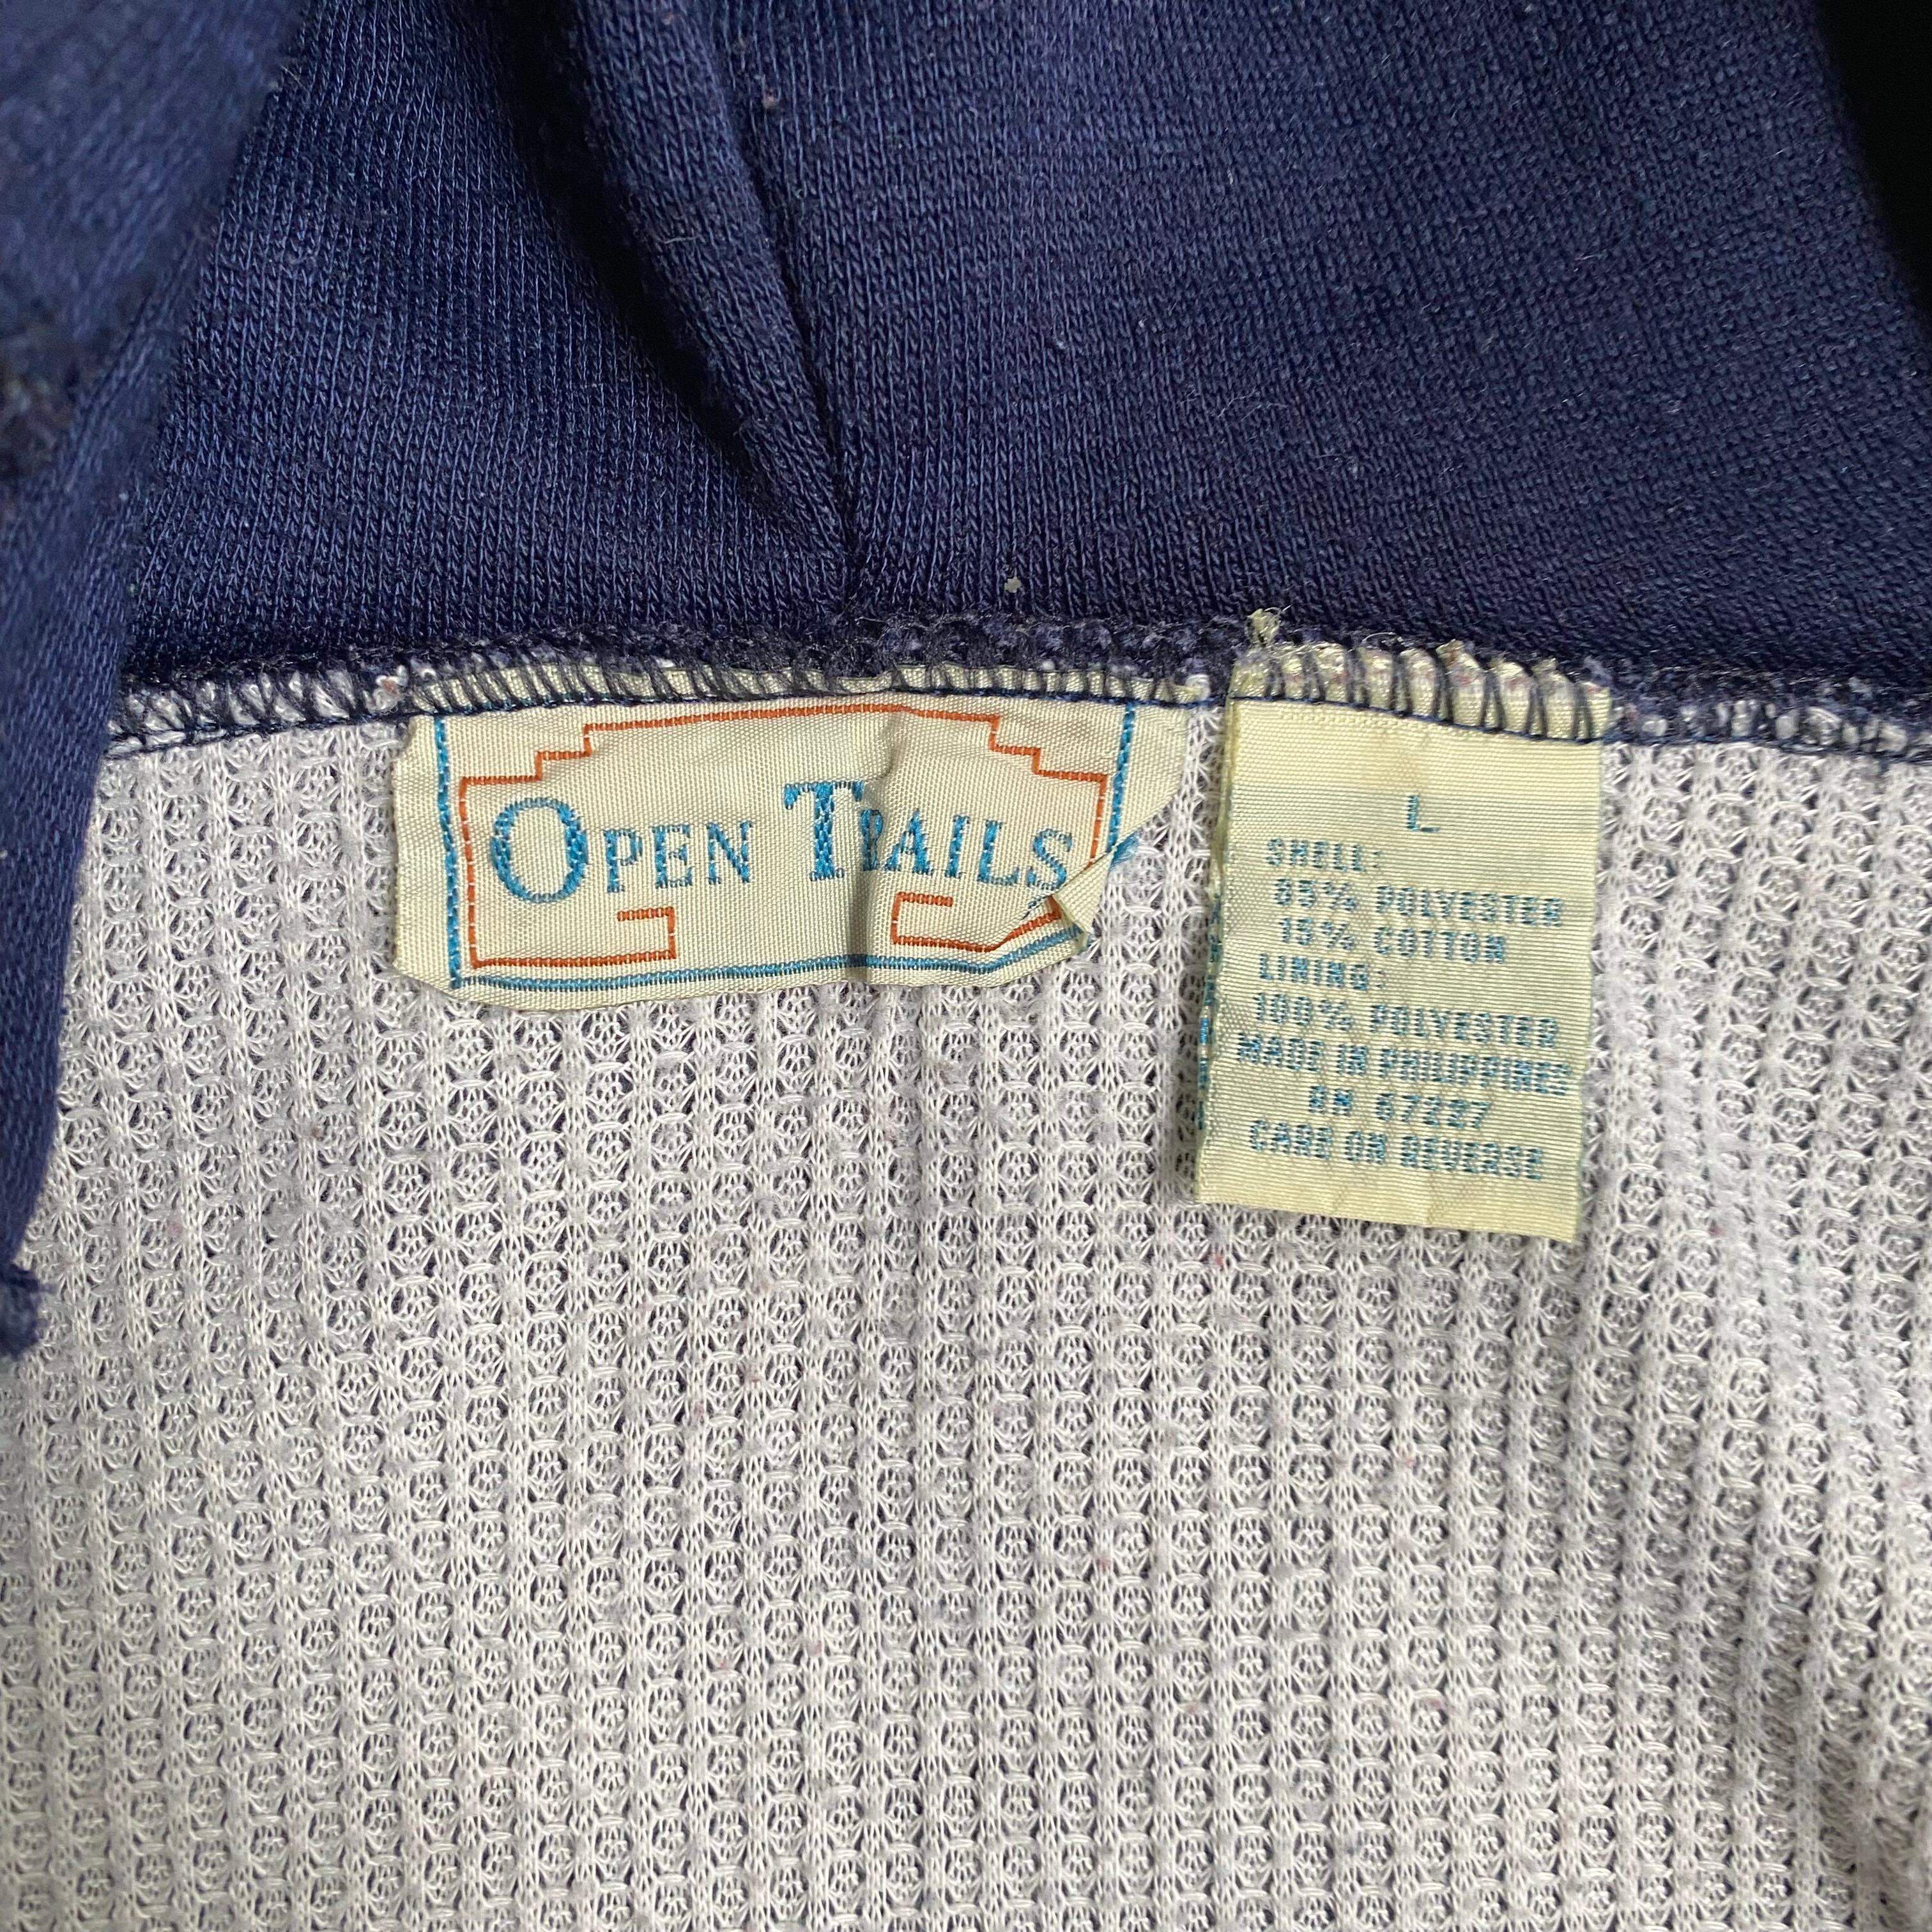 OPEN TRAILS
L
SHELL:
85% POLYESTER
15% COTTON
LINING:
100% POLYESTER
MADE IN PHILIPPINES
RN 67227
CARE ON REVERSE